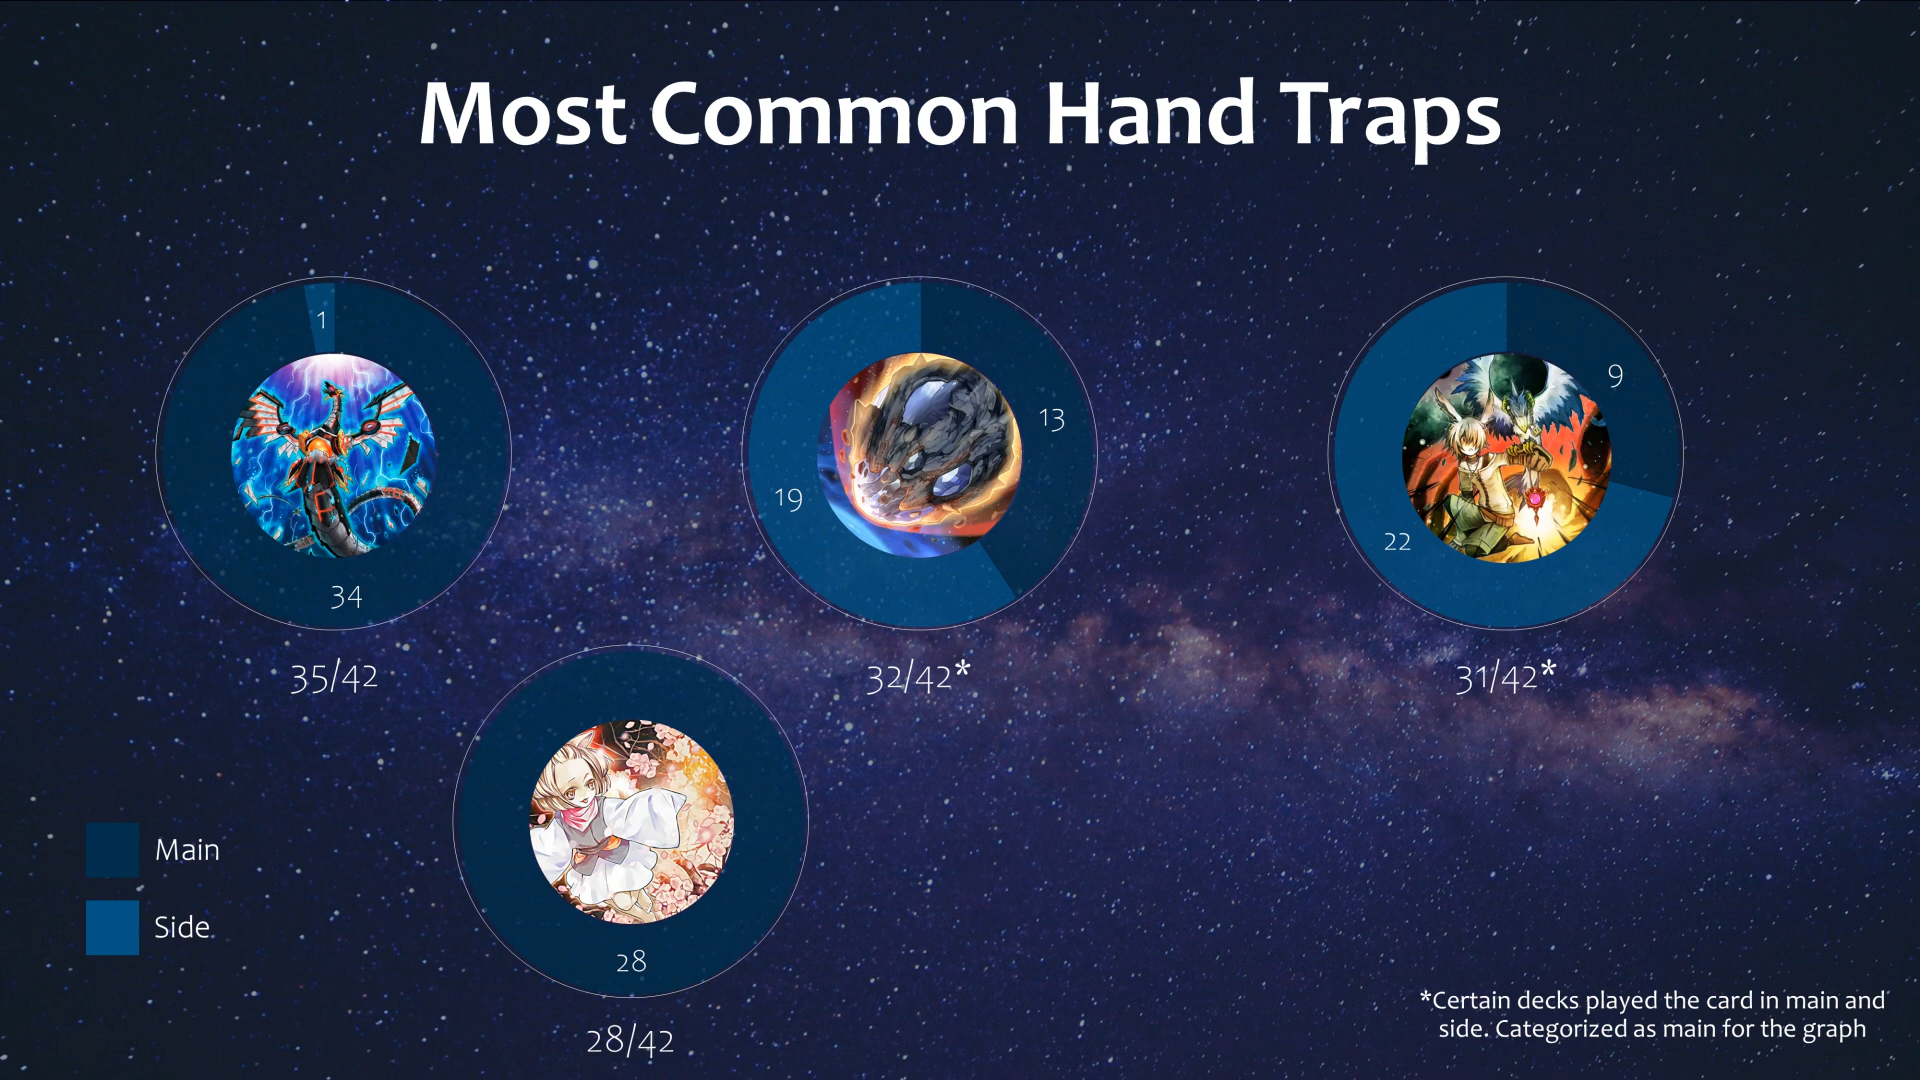 Most Common Hand Traps
1
34
35/42
13
19
32/42*
9
22
31/42*
28
28/42
Main
Side
*Certain decks played the card in main and
side. Categorized as main for the graph